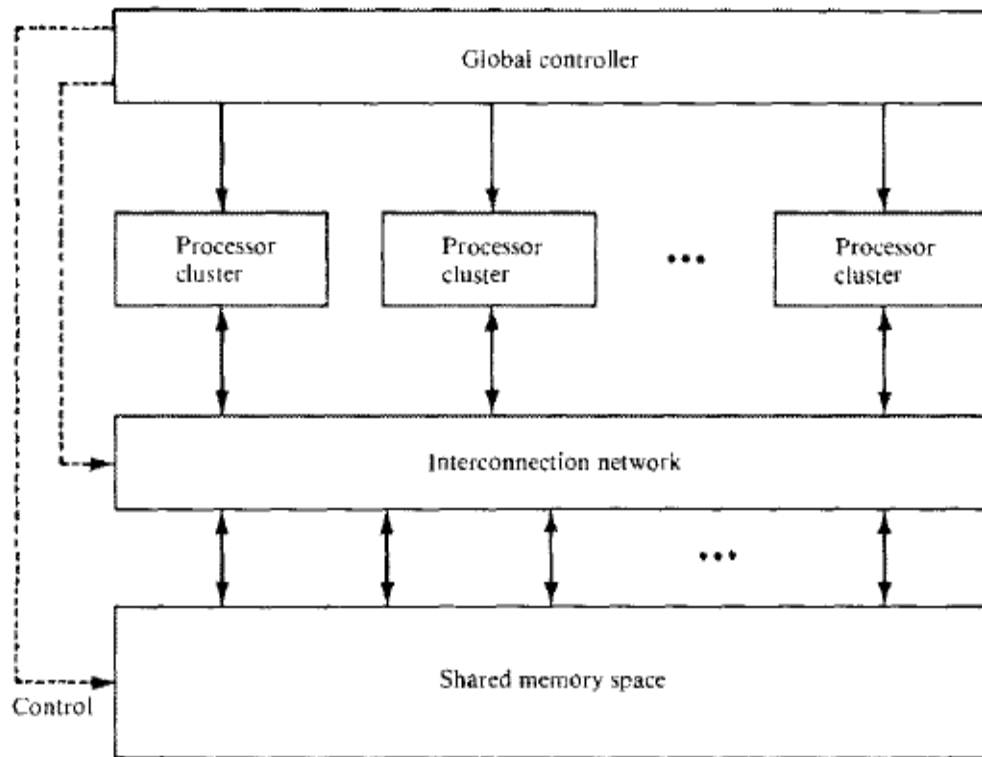 Global controller
Processor
cluster
Processor
cluster
•••
Processor
cluster
Interconnection network
•••
Shared memory space
Control